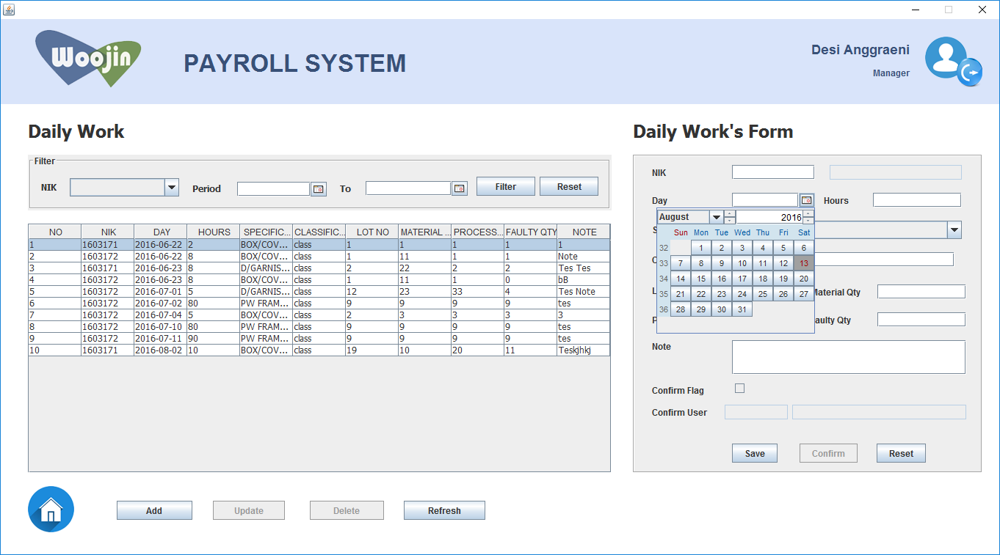 Woojin
PAYROLL SYSTEM
Desi Anggraeni
Manager
Daily Work
Filter
NIK Period To Filter Reset
NO NIK DAY HOURS SPECIFIC... CLASSIFIC... LOT NO MATERIAL ... PROCESS... FAULTY QTY NOTE
1 1603171 2016-06-22 2 BOX/COV... class 1 1 1 1 1
2 1603172 2016-06-22 8 BOX/COV... class 1 11 1 1 Note
3 1603171 2016-06-23 8 D/GARNIS... class 2 22 2 2 Tes Tes
4 1603172 2016-06-23 8 BOX/COV... class 1 11 1 0 bB
5 1603172 2016-07-01 5 D/GARNIS... class 12 23 33 4 Tes Note
6 1603172 2016-07-02 80 PW FRAM... class 9 9 9 9 tes
7 1603172 2016-07-04 5 BOX/COV... class 2 3 3 3 3
8 1603172 2016-07-10 80 PW FRAM... class 9 9 9 9 tes
9 1603172 2016-07-11 90 PW FRAM... class 9 9 9 9 tes
10 1603171 2016-08-02 10 BOX/COV... class 19 10 20 11 Teskjhkj
Add Update Delete Refresh
Daily Work's Form
NIK
Day Hours
August 2016
Sun Mon Tue Wed Thu Fri Sat
32 1 2 3 4 5 6
33 7 8 9 10 11 12 13
34 14 15 16 17 18 19 20
35 21 22 23 24 25 26 27
36 28 29 30 31
Material Qty
aulty Qty
Note
Confirm Flag
Confirm User
Save Confirm Reset